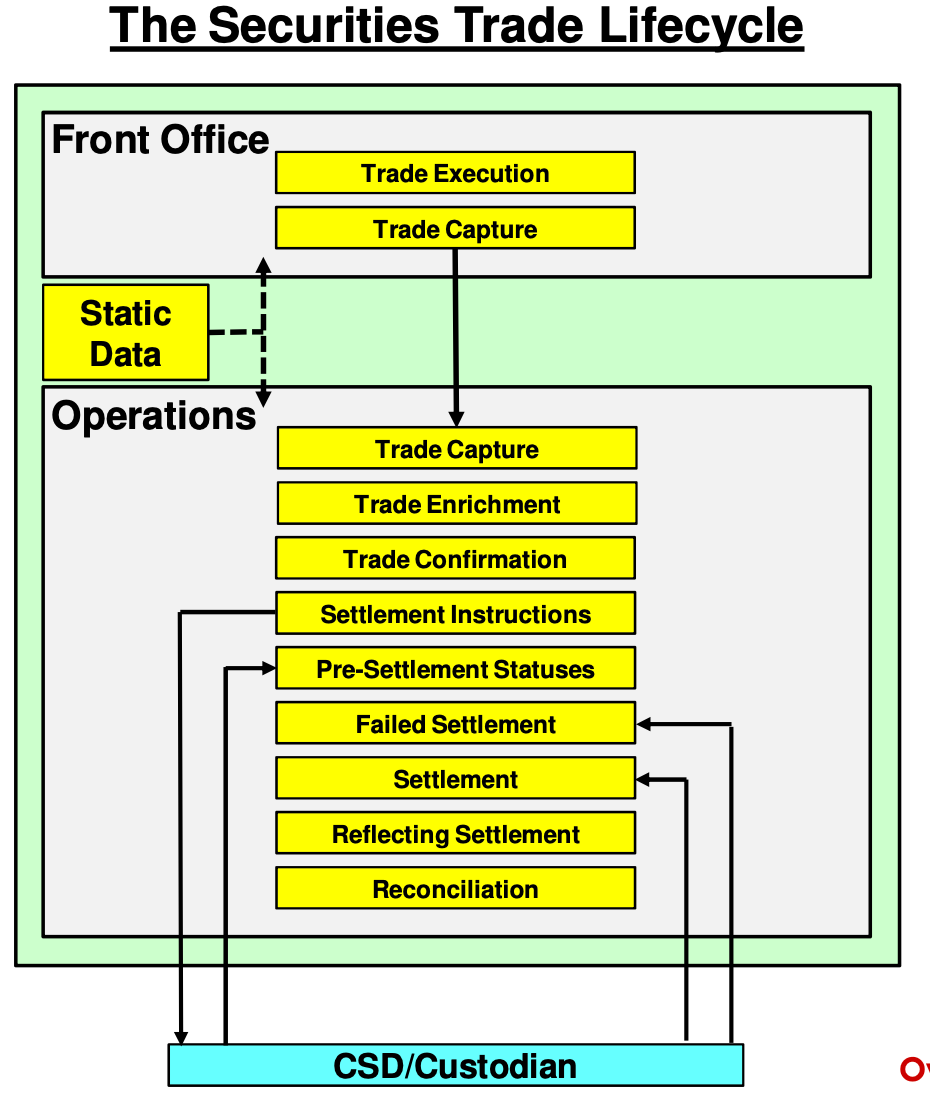 The Securities Trade Lifecycle
Front Office
Trade Execution
Trade Capture
Static
Data
Operations
Trade Capture
Trade Enrichment
Trade Confirmation
Settlement Instructions
Pre-Settlement Statuses
Failed Settlement
Settlement
Reflecting Settlement
Reconciliation
CSD/Custodian